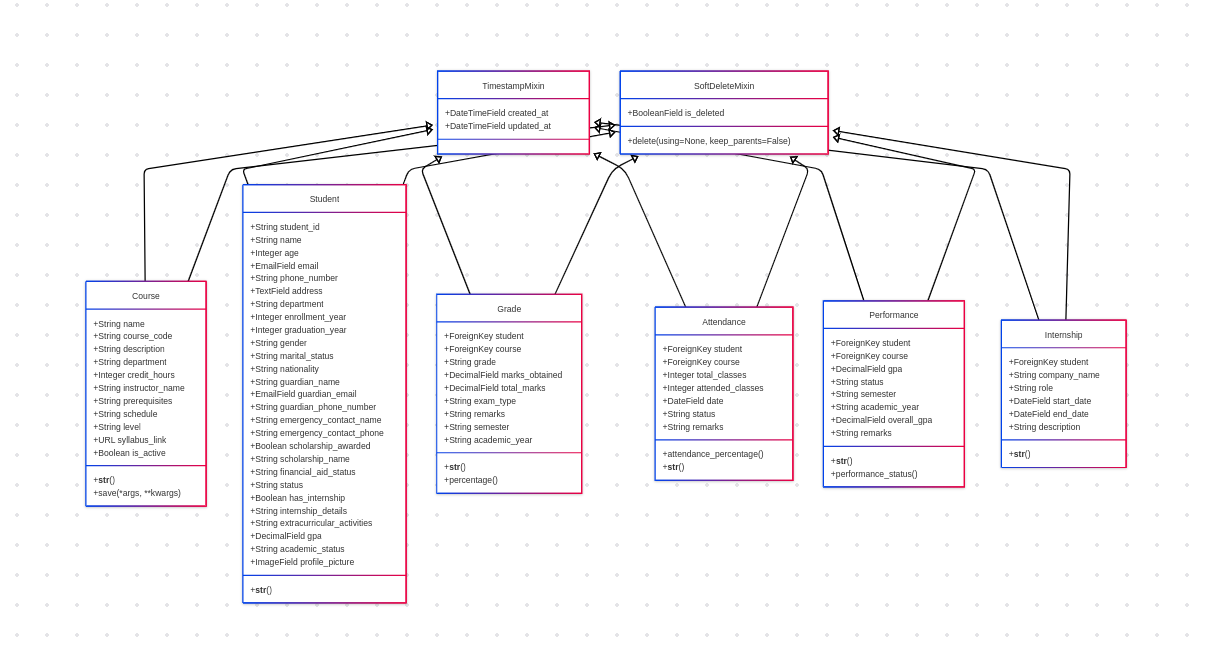 TimestampMixin
+DateTimeField created_at
+DateTimeField updated_at
SoftDeleteMixin
+BooleanField is_deleted
+delete(using=None, keep_parents=False)
Course
+String name
+String course_code
+String description
+String department
+Integer credit_hours
+String instructor_name
+String prerequisites
+String schedule
+String level
+URL syllabus_link
+Boolean is_active
+str()
+save(*args, **kwargs)
Student
+String student_id
+String name
+Integer age
+EmailField email
+String phone_number
+TextField address
+String department
+Integer enrollment_year
+Integer graduation_year
+String gender
+String marital_status
+String nationality
+String guardian_name
+EmailField guardian_email
+String guardian_phone_number
+String emergency_contact_name
+String emergency_contact_phone
+Boolean scholarship_awarded
+String scholarship_name
+String financial_aid_status
+String status
+Boolean has_internship
+String internship_details
+String extracurricular_activities
+DecimalField gpa
+String academic_status
+ImageField profile_picture
+str()
Grade
+ForeignKey student
+ForeignKey course
+String grade
+DecimalField marks_obtained
+DecimalField total_marks
+String exam_type
+String remarks
+String semester
+String academic_year
+str()
+percentage()
Attendance
+ForeignKey student
+ForeignKey course
+Integer total_classes
+Integer attended_classes
+DateField date
+String status
+String remarks
+attendance_percentage()
+str()
Performance
+ForeignKey student
+ForeignKey course
+DecimalField gpa
+String status
+String semester
+String academic_year
+DecimalField overall_gpa
+String remarks
+str()
+performance_status()
Internship
+ForeignKey student
+String company_name
+String role
+DateField start_date
+DateField end_date
+String description
+str()